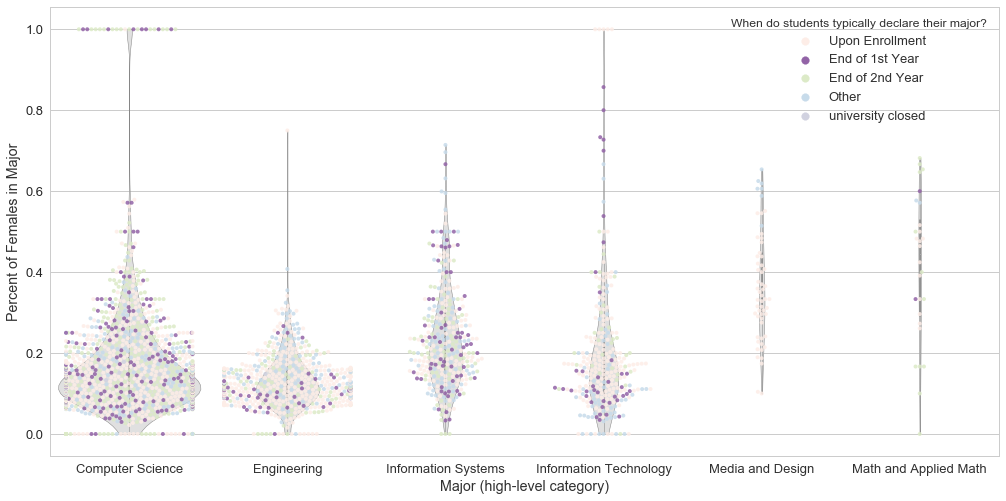 When do students typically declare their major?
Upon Enrollment
End of 1st Year
End of 2nd Year
Other
university closed
1.0
0.8
0.6
0.4
0.2
0.0
Percent of Females in Major
Computer Science Engineering Information Systems Information Technology Media and Design Math and Applied Math
Major (high-level category)